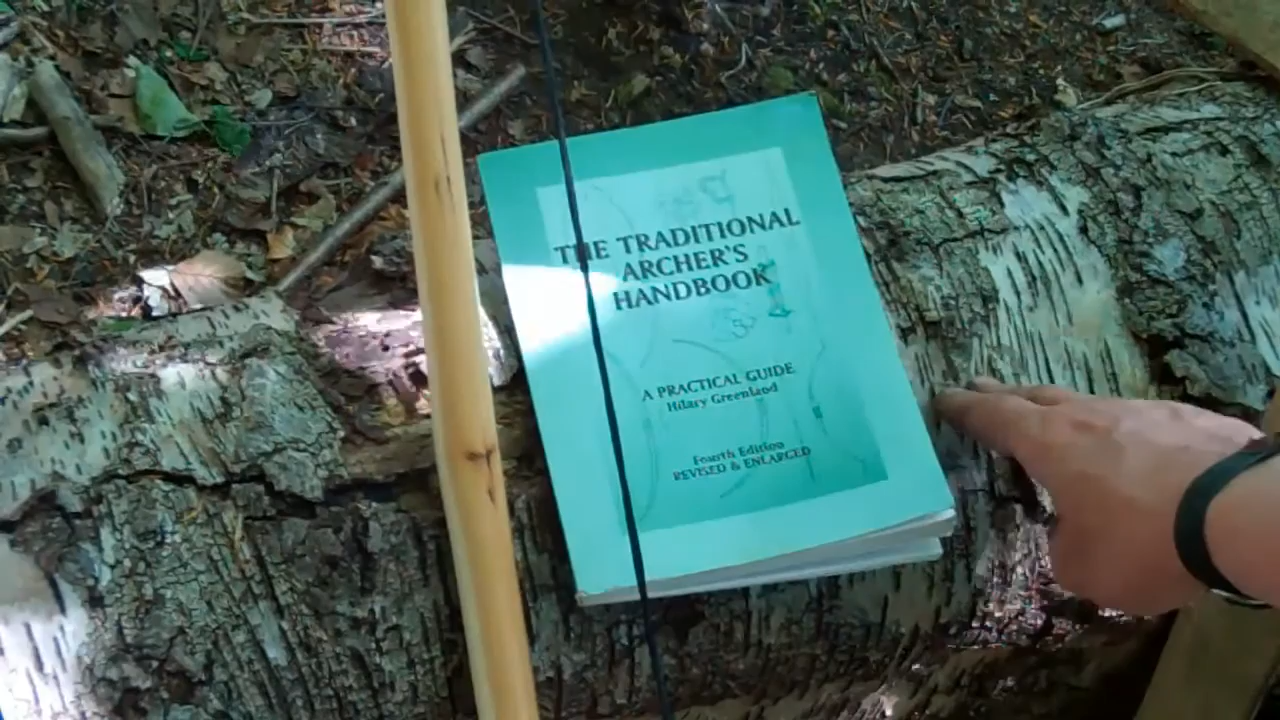 THE TRADITIONAL
ARCHER'S
HANDBOOK
A PRACTICAL GUIDE
Hilary Greenland
Fourth Edition
REVISED & ENLARGED